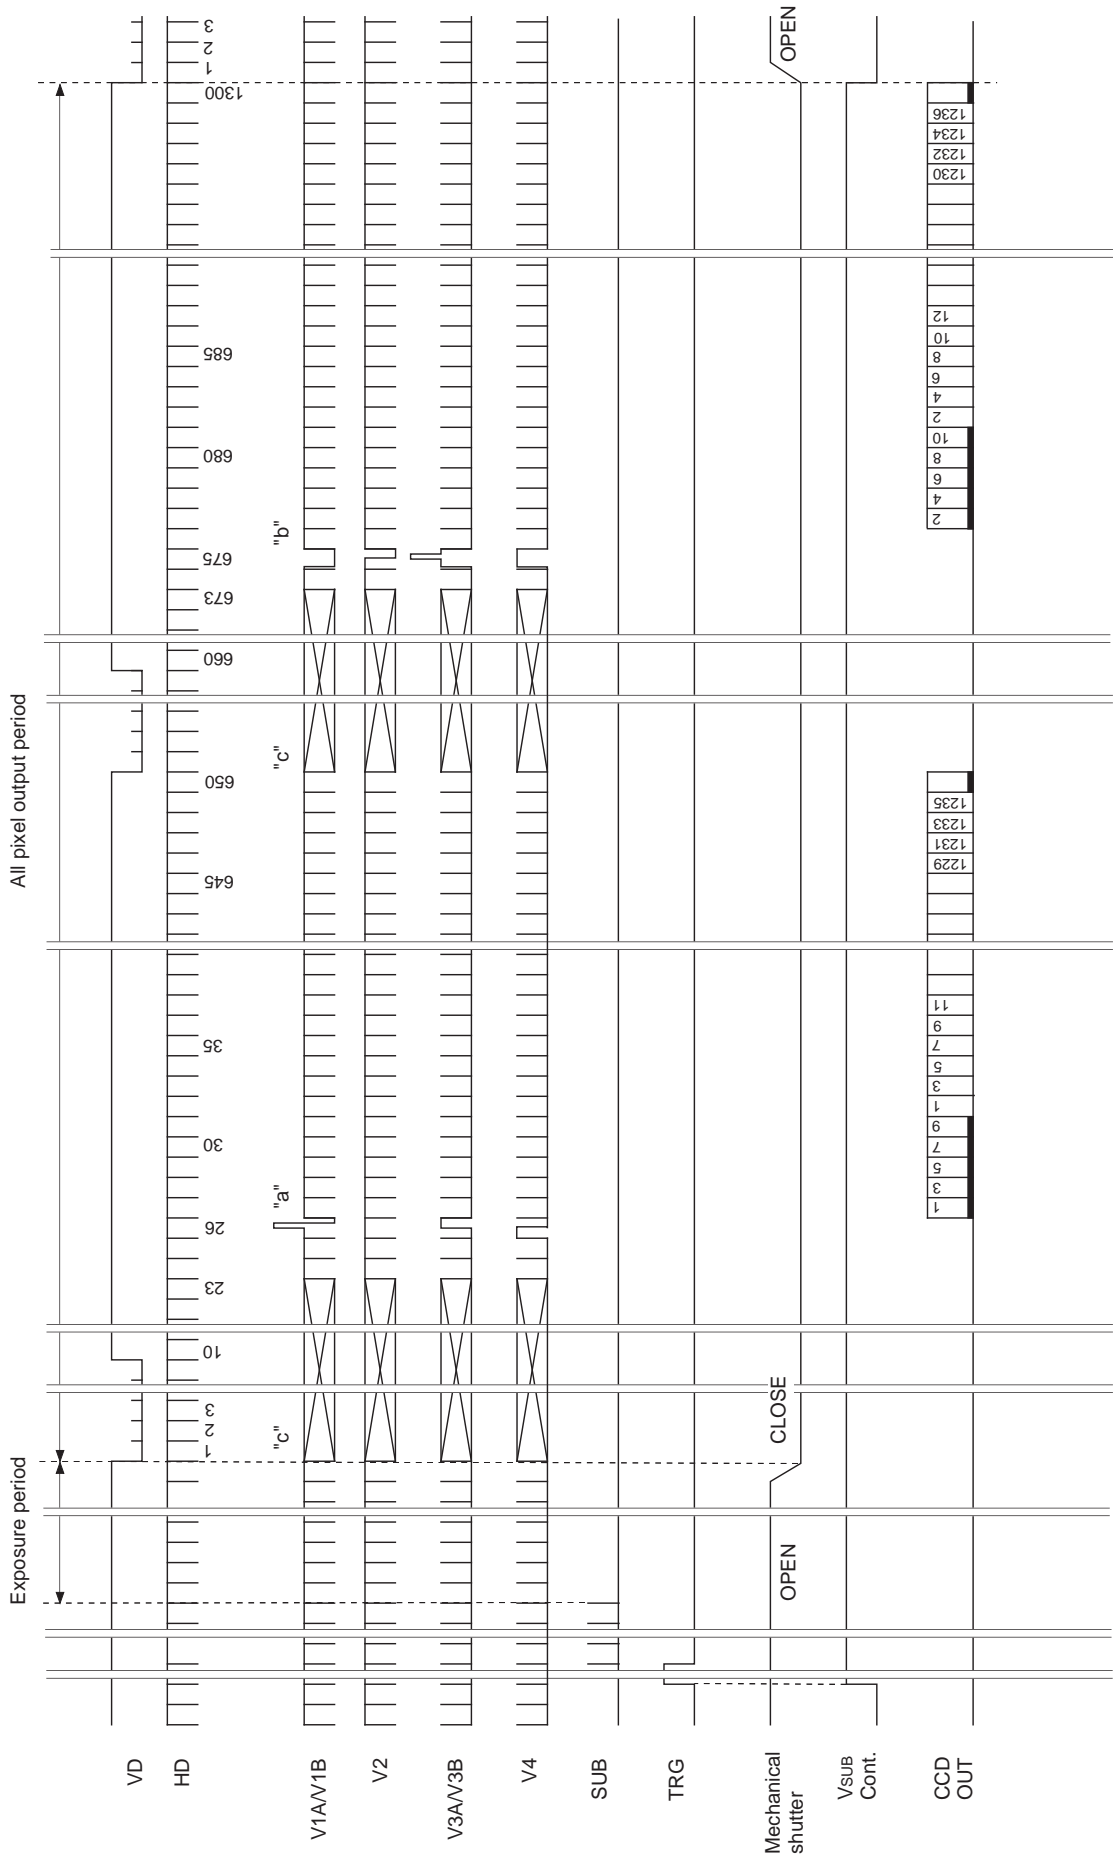 Exposure period
All pixel output period
VD
HD
1 2 3 10 23 26 30 35 645 650 660 673 675 680 685 1300 1 2 3
"c" "a" "c" "b"
V1A/V1B
V2
V3A/V3B
V4
SUB
TRG
Mechanical
shutter
OPEN CLOSE OPEN
VSUB
Cont.
CCD
OUT
1 3 5 7 9 1 3 5 7 9 11 1229 1231 1233 1235 2 4 6 8 10 2 4 6 8 10 12 1230 1232 1234 1236